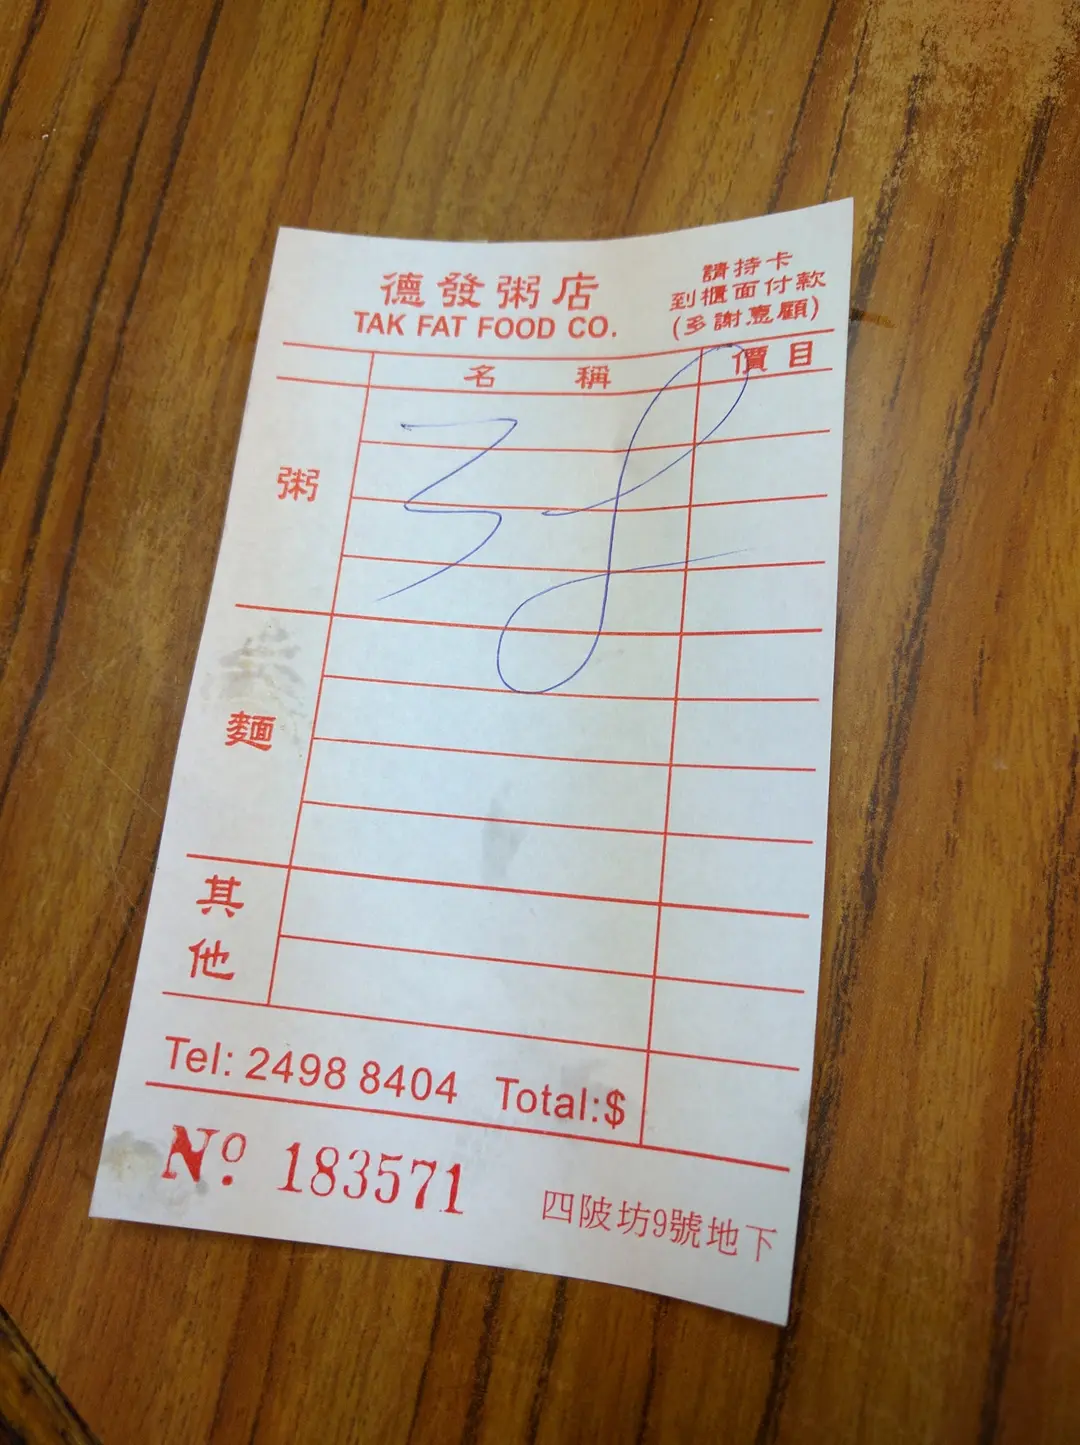 德發粥店
TAK FAT FOOD CO.
請持卡
到櫃面付款
(多謝惠顧)
名稱 價目
粥
麵
其他
Tel: 2498 8404 Total:$
Nº 183571
四陂坊9號地下